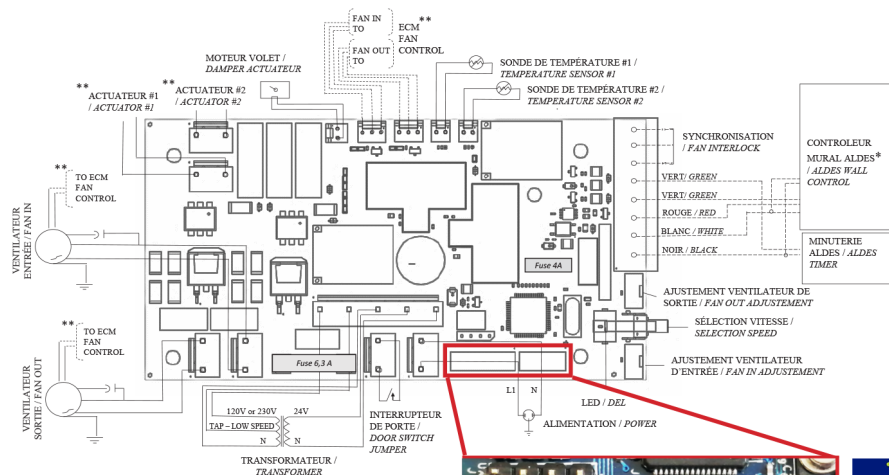 FAN IN
TO
FAN OUT
TO
ECM**
FAN
CONTROL
MOTEUR VOLET /
DAMPER ACTUATEUR
SONDE DE TEMPÉRATURE #1 /
TEMPERATURE SENSOR #1
SONDE DE TEMPÉRATURE #2 /
TEMPERATURE SENSOR #2
** ACTUATEUR #1
/ ACTUATOR #1
** ACTUATEUR #2
/ ACTUATOR #2
** TO ECM
FAN
CONTROL
VENTILATEUR
ENTRÉE / FAN IN
** TO ECM
FAN
CONTROL
VENTILATEUR
SORTIE / FAN OUT
SYNCHRONISATION
/ FAN INTERLOCK
VERT/ GREEN
VERT/ GREEN
ROUGE / RED
BLANC / WHITE
NOIR / BLACK
CONTROLEUR
MURAL ALDES*
/ ALDES WALL
CONTROL
MINUTERIE
ALDES / ALDES
TIMER
Fuse 4A
Fuse 6,3 A
AJUSTEMENT VENTILATEUR DE
SORTIE / FAN OUT ADJUSTEMENT
SÉLECTION VITESSE /
SELECTION SPEED
AJUSTEMENT VENTILATEUR
D'ENTRÉE / FAN IN ADJUSTEMENT
LED / DEL
L1 N
ALIMENTATION / POWER
INTERRUPTEUR
DE PORTE /
DOOR SWITCH
JUMPER
120V or 230V 24V
TAP – LOW SPEED
N N
TRANSFORMATEUR /
TRANSFORMER